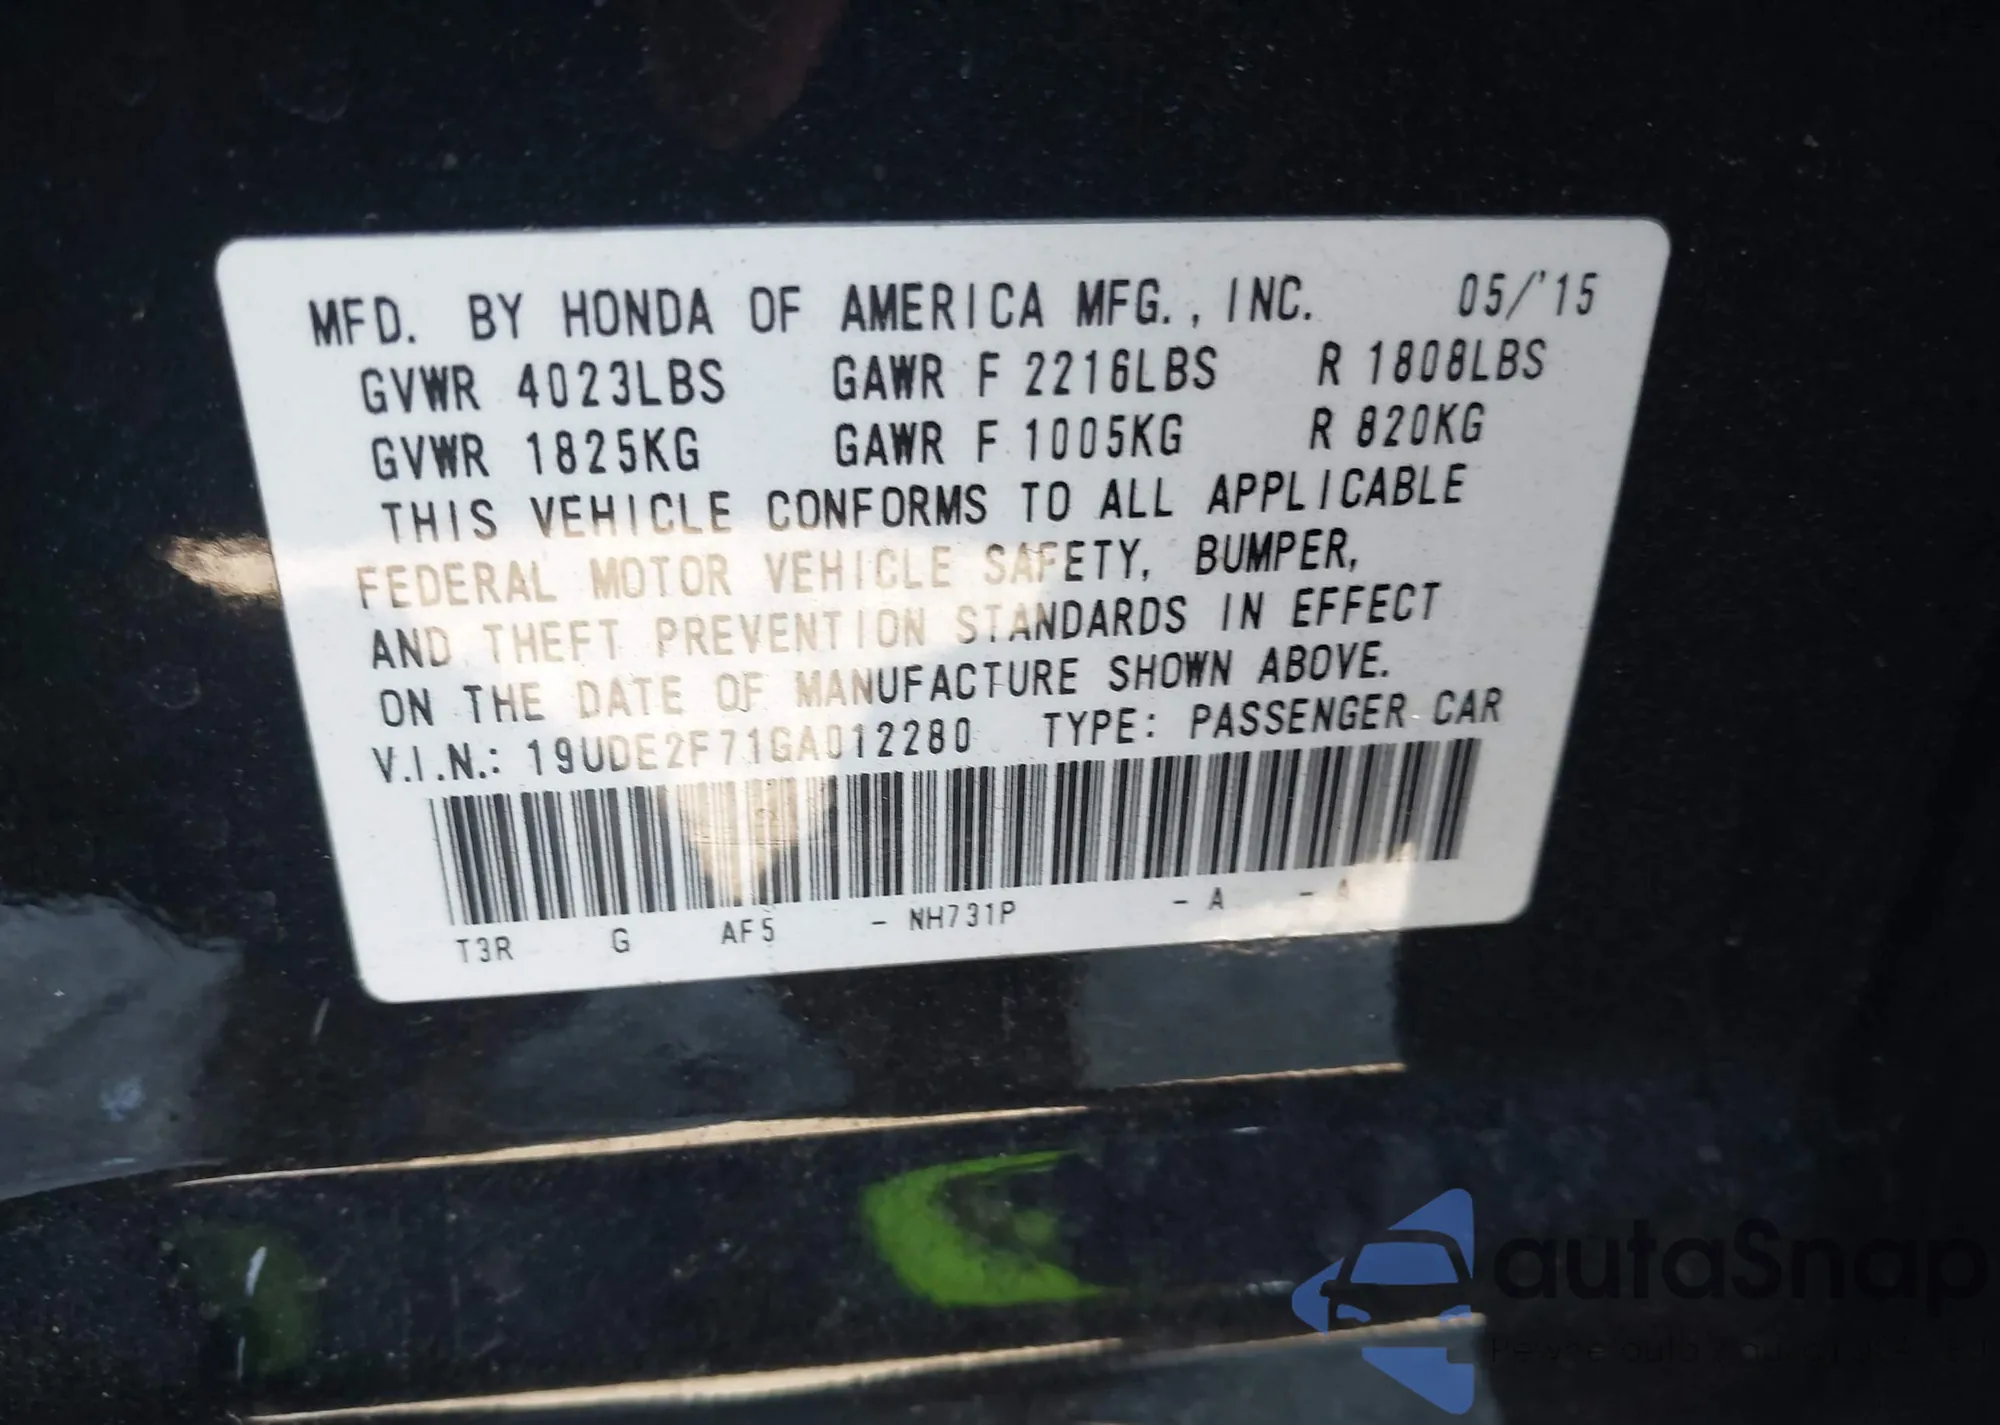 MFD. BY HONDA OF AMERICA MFG., INC. 05/'15
GVWR 4023LBS GAWR F 2216LBS R 1808LBS
GVWR 1825KG GAWR F 1005KG R 820KG
THIS VEHICLE CONFORMS TO ALL APPLICABLE
FEDERAL MOTOR VEHICLE SAFETY, BUMPER,
AND THEFT PREVENTION STANDARDS IN EFFECT
ON THE DATE OF MANUFACTURE SHOWN ABOVE.
V.I.N.: 19UDE2F71GA012280 TYPE: PASSENGER CAR
T3R G AF5 - NH731P - A - A
autaSnap